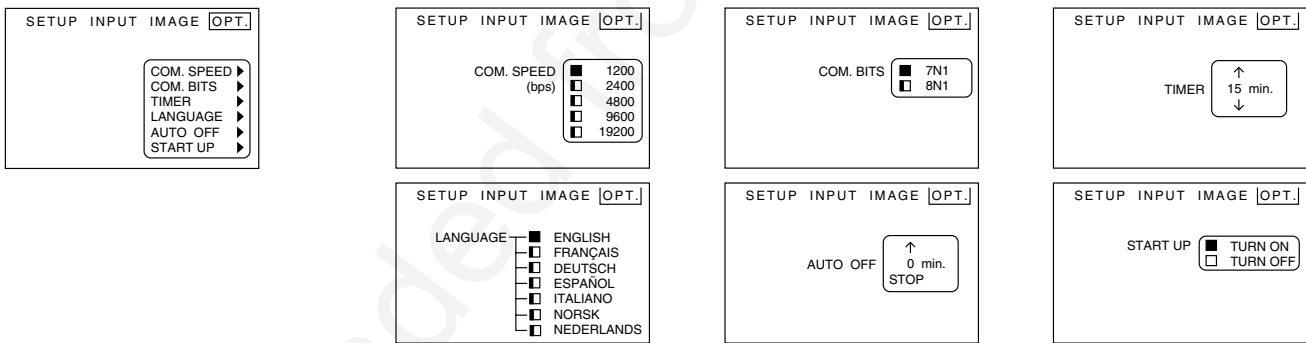 SETUP INPUT IMAGE OPT.
COM. SPEED
COM. BITS
TIMER
LANGUAGE
AUTO OFF
START UP
SETUP INPUT IMAGE OPT.
COM. SPEED 1200
(bps) 2400
4800
9600
19200
SETUP INPUT IMAGE OPT.
COM. BITS 7N1
8N1
SETUP INPUT IMAGE OPT.
TIMER 15 min.
SETUP INPUT IMAGE OPT.
LANGUAGE ENGLISH
FRANÇAIS
DEUTSCH
ESPAÑOL
ITALIANO
NORSK
NEDERLANDS
SETUP INPUT IMAGE OPT.
AUTO OFF 0 min.
STOP
SETUP INPUT IMAGE OPT.
START UP TURN ON
TURN OFF